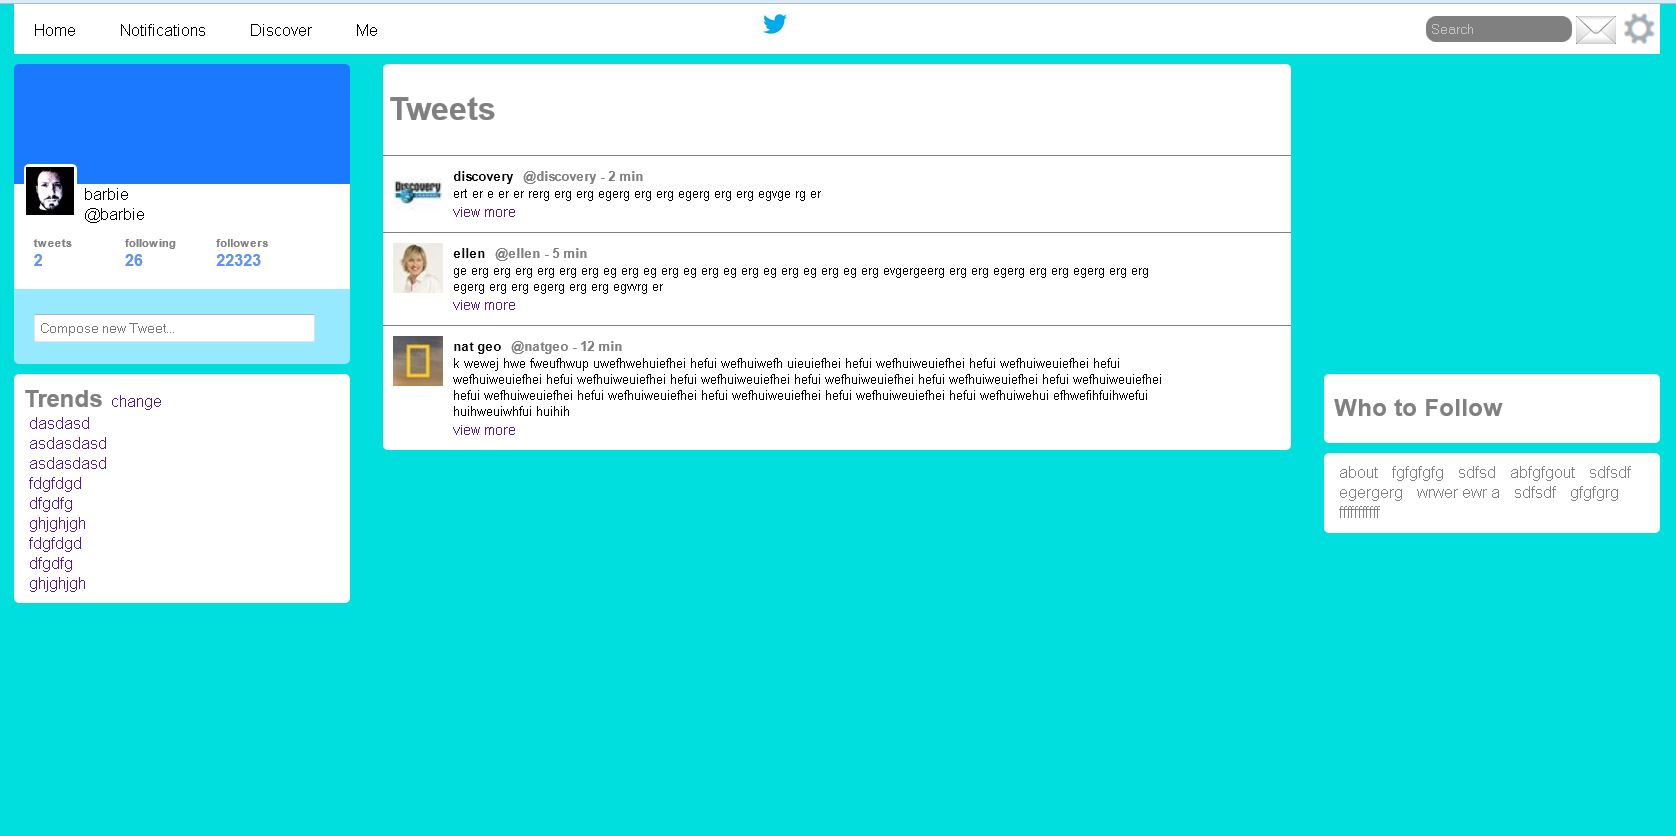 Home Notifications Discover Me Search
barbie
@barbie
tweets following followers
2 26 22323
Compose new Tweet...
Trends change
dasdasd
asdasdasd
asdasdasd
fdgfdgd
dfgdfg
ghjghjgh
fdgfdgd
dfgdfg
ghjghjgh
Tweets
Discovery
discovery @discovery - 2 min
ert er e er er rerg erg erg egerg erg erg egerg erg erg egvge rg er
view more
ellen @ellen - 5 min
ge erg erg erg erg erg erg eg erg eg erg eg erg eg erg eg erg eg erg eg erg evgergeerg erg erg egerg erg erg egerg erg erg
egerg erg erg egerg erg erg egwrg er
view more
nat geo @natgeo - 12 min
k wewej hwe fweufhwup uwefhwehuiefhei hefui wefhuiwefh uieuiefhei hefui wefhuiweuiefhei hefui wefhuiweuiefhei hefui
wefhuiweuiefhei hefui wefhuiweuiefhei hefui wefhuiweuiefhei hefui wefhuiweuiefhei hefui wefhuiweuiefhei hefui wefhuiweuiefhei
hefui wefhuiweuiefhei hefui wefhuiweuiefhei hefui wefhuiweuiefhei hefui wefhuiweuiefhei hefui wefhuiwehui efhwefihfuihwefui
huihweuiwhfui huihih
view more
Who to Follow
about fgfgfgfg sdfsd abfgfgout sdfsdf
egergerg wrwer ewr a sdfsdf gfgfgrg
fffffffffff